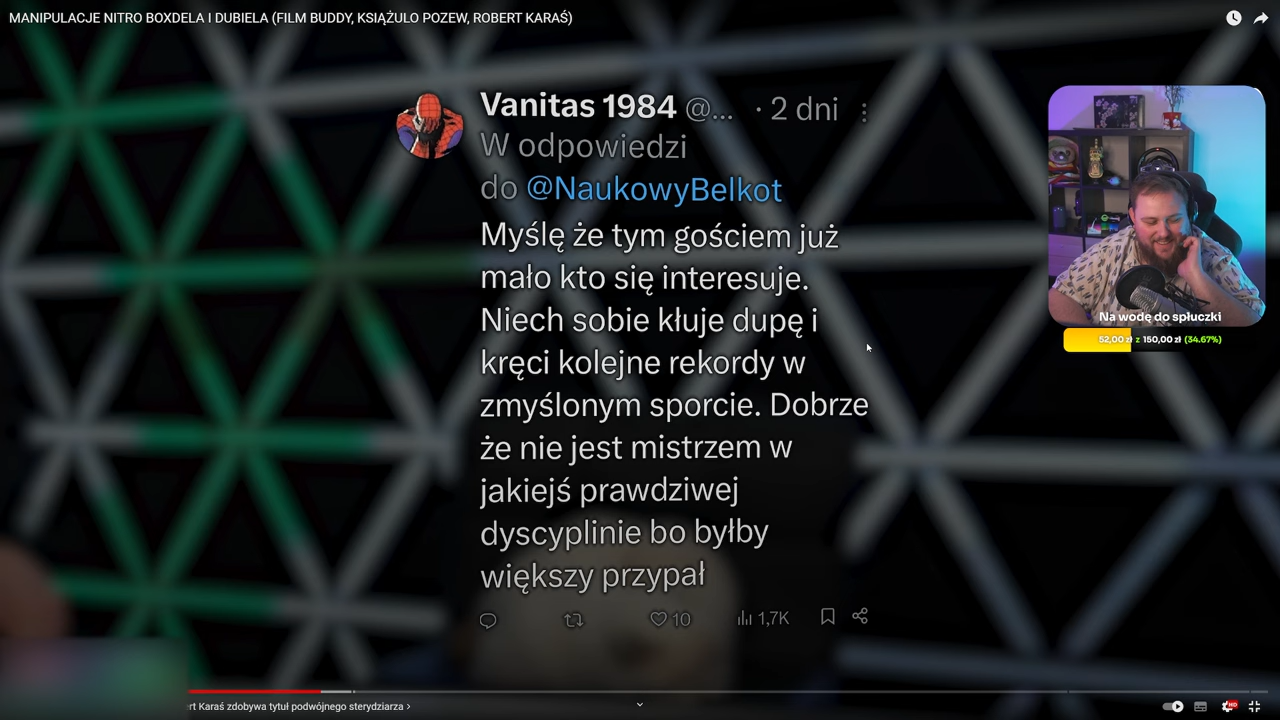 MANIPULACJE NITRO BOXDELA I DUBIELA (FILM BUDDY, KSIĄŻULO POZEW, ROBERT KARAŚ)
Vanitas 1984 @... · 2 dni
W odpowiedzi
do @NaukowyBelkot
Myślę że tym gościem już
mało kto się interesuje.
Niech sobie kłuje dupę i
kręci kolejne rekordy w
zmyślonym sporcie. Dobrze
że nie jest mistrzem w
jakiejś prawdziwej
dyscyplinie bo byłby
większy przypał
10 1,7K
Na wodę do spłuczki
52,00 zł z 150,00 zł (34.67%)
ert Karaś zdobywa tytuł podwójnego sterydziarza
HD